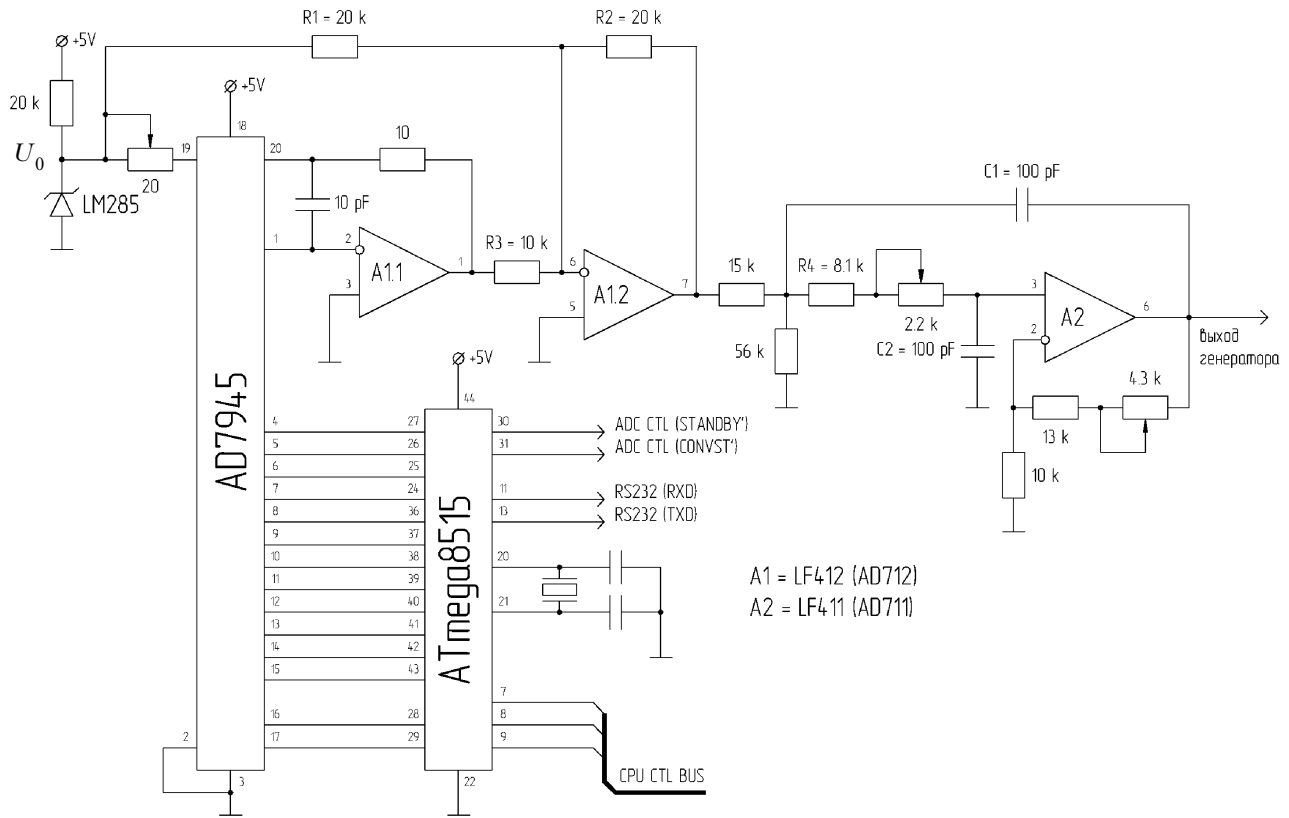 R1 = 20 k
R2 = 20 k
+5V
20 k
+5V
18
U0
19
20
20
10
LM285
10 pF
1
2
3
A1.1
1
R3 = 10 k
6
5
A1.2
7
15 k
56 k
C1 = 100 pF
R4 = 8.1 k
2.2 k
C2 = 100 pF
3
2
A2
6
выход
генератора
4.3 k
13 k
10 k
AD7945
+5V
44
ATmega8515
4
27
30
ADC CTL (STANDBY')
5
26
31
ADC CTL (CONVST')
6
25
7
24
11
RS232 (RXD)
8
36
13
RS232 (TXD)
9
37
10
38
20
11
39
12
40
21
13
41
14
42
15
43
7
16
28
8
17
29
9
2
3
22
CPU CTL BUS
A1 = LF412 (AD712)
A2 = LF411 (AD711)